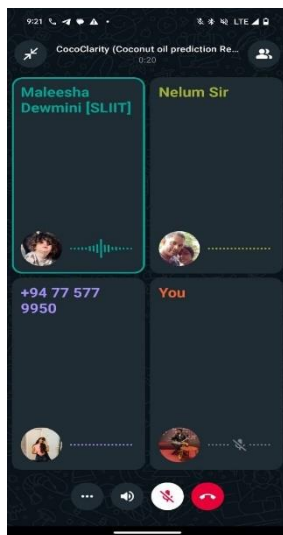 9:21 LTE
CocoClarity (Coconut oil prediction Re...
0:20
Maleesha
Dewmini [SLIIT]
Nelum Sir
+94 77 577
9950
You